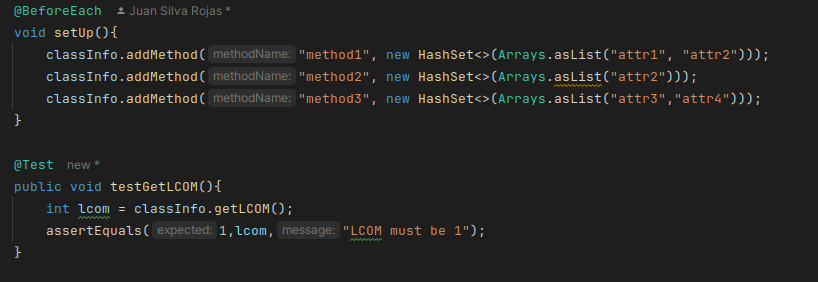 @BeforeEach Juan Silva Rojas *
void setUp(){
classInfo.addMethod( methodName: "method1", new HashSet<>(Arrays.asList("attr1", "attr2")));
classInfo.addMethod( methodName: "method2", new HashSet<>(Arrays.asList("attr2")));
classInfo.addMethod( methodName: "method3", new HashSet<>(Arrays.asList("attr3","attr4")));
}
@Test new *
public void testGetLCOM(){
int lcom = classInfo.getLCOM();
assertEquals( expected: 1,lcom, message: "LCOM must be 1");
}